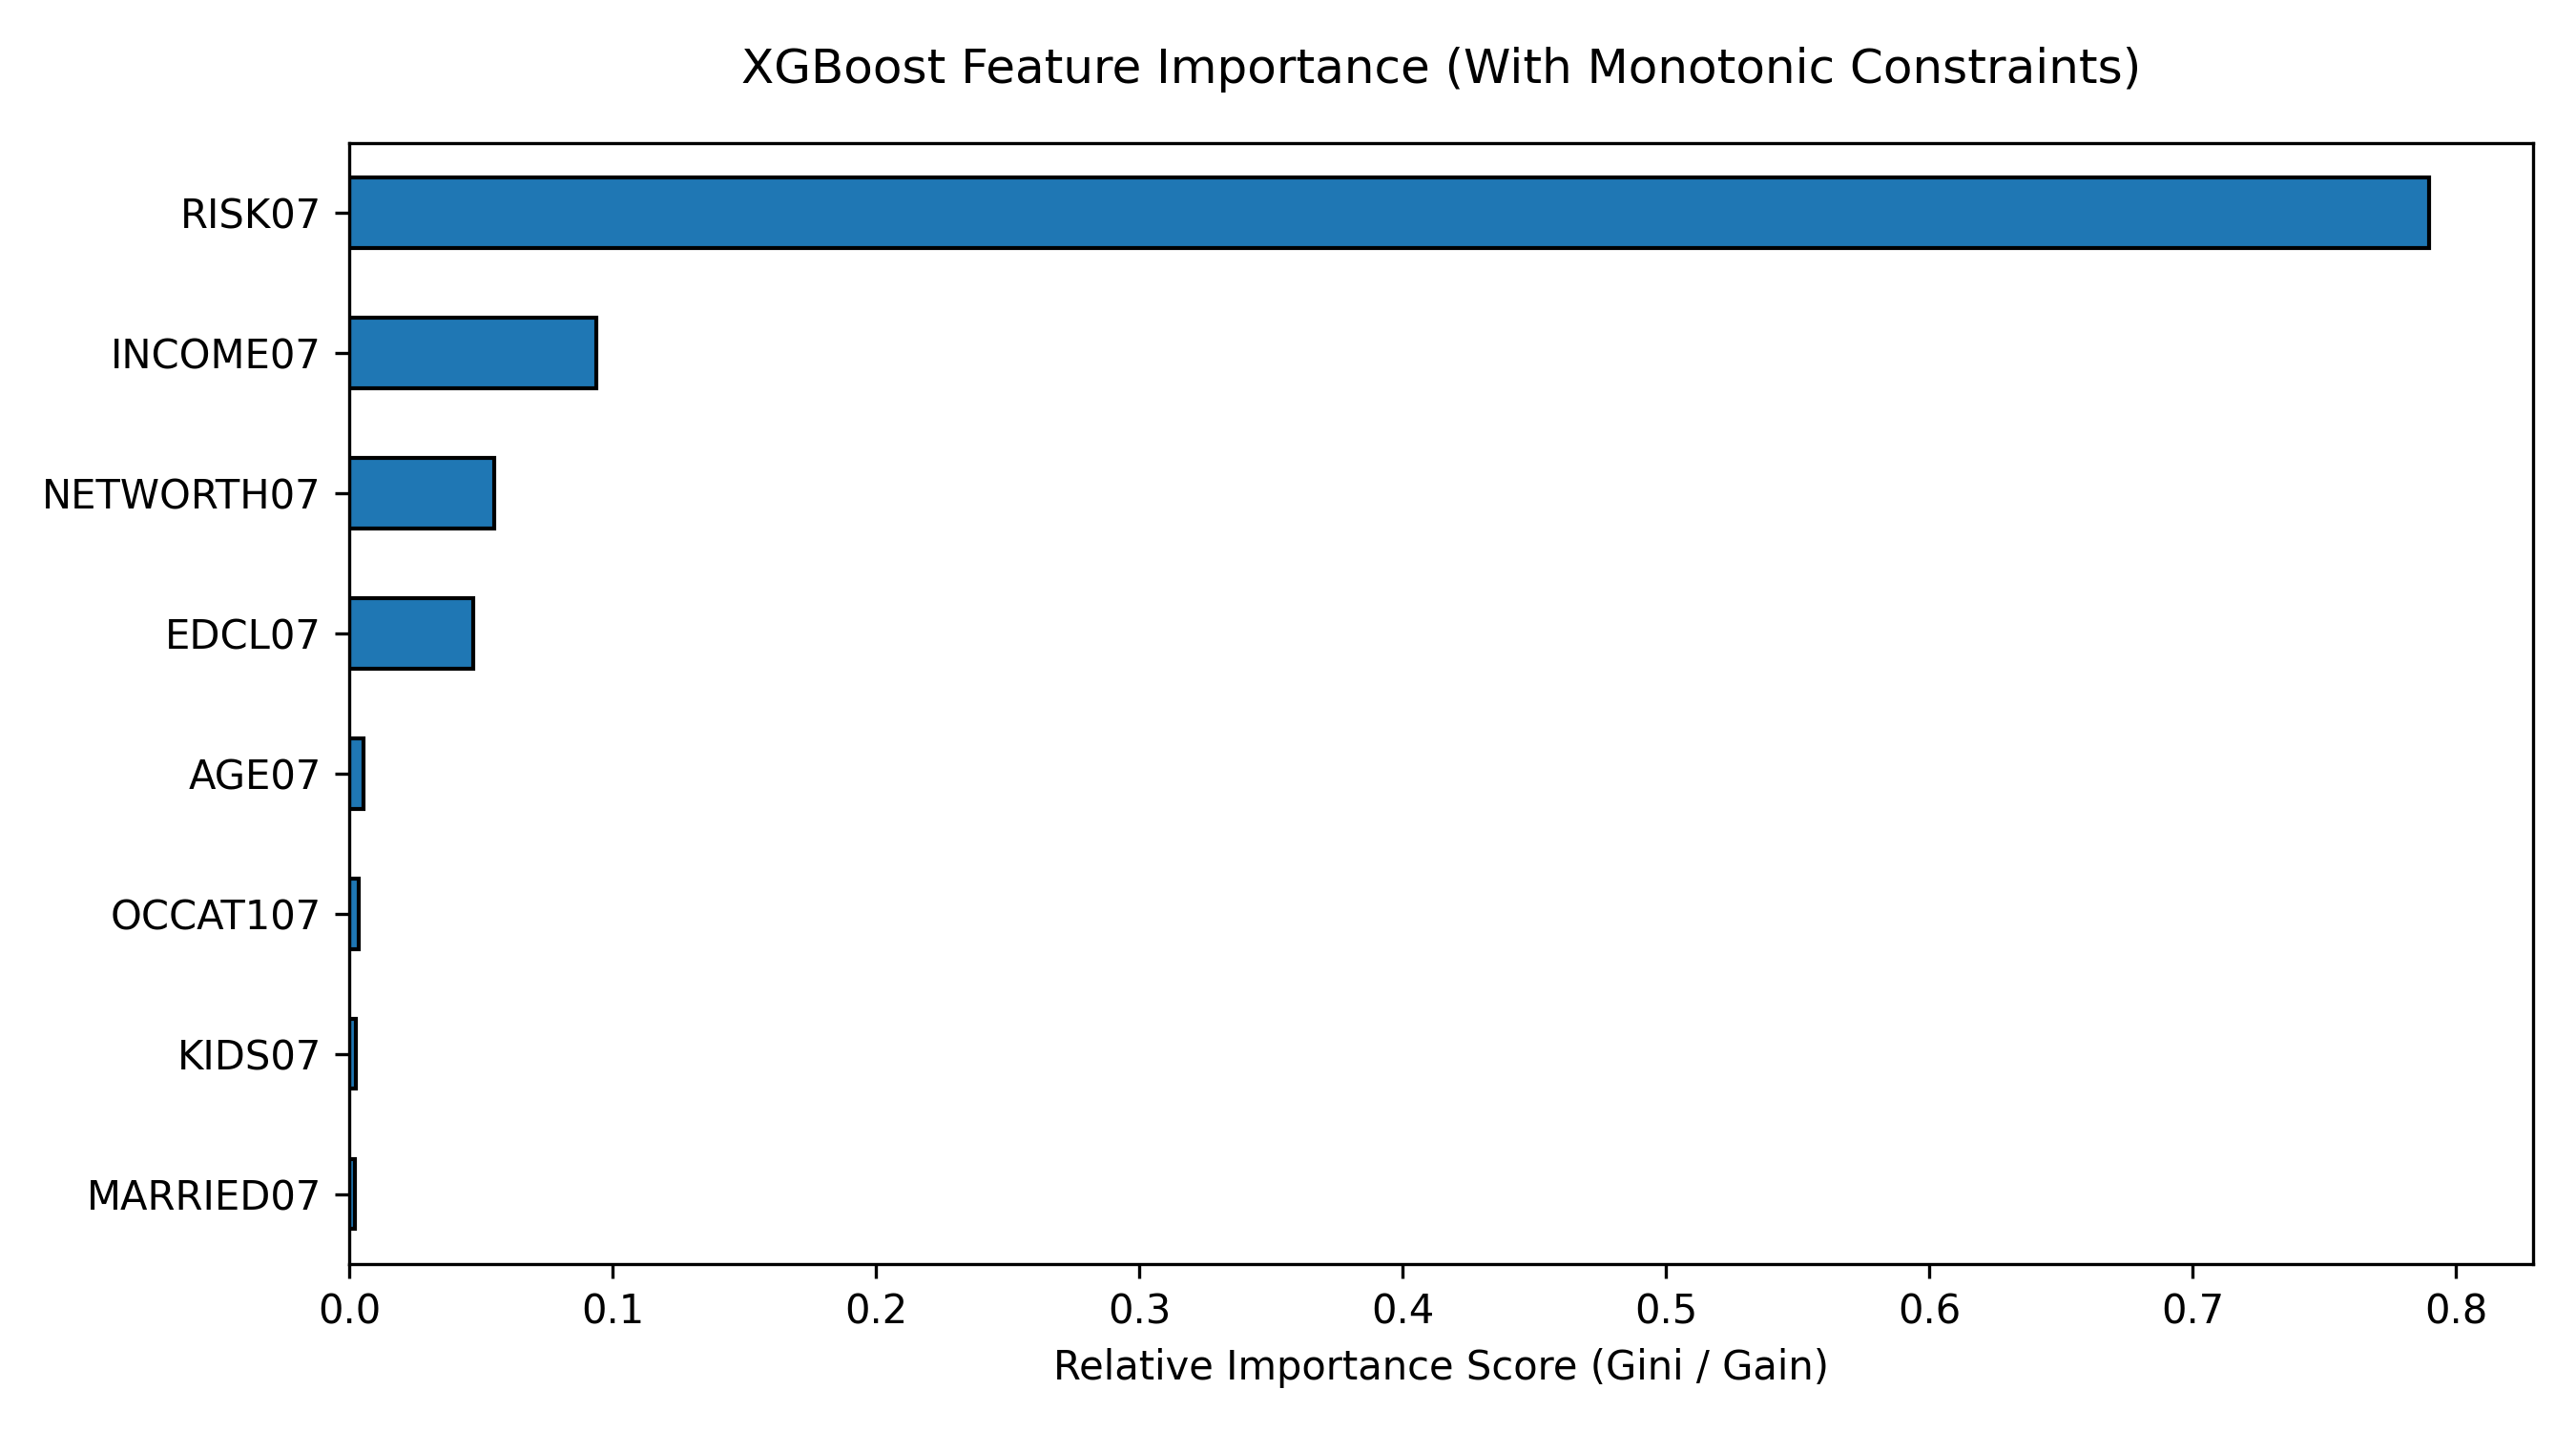 XGBoost Feature Importance (With Monotonic Constraints)
RISK07
INCOME07
NETWORTH07
EDCL07
AGE07
OCCAT107
KIDS07
MARRIED07
0.0 0.1 0.2 0.3 0.4 0.5 0.6 0.7 0.8
Relative Importance Score (Gini / Gain)